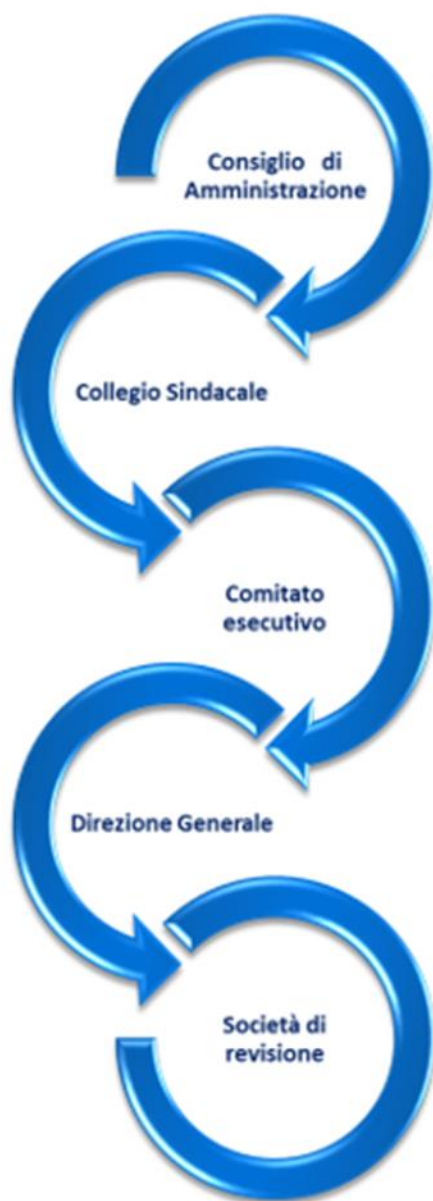 Consiglio di
Amministrazione
Collegio Sindacale
Comitato
esecutivo
Direzione Generale
Società di
revisione